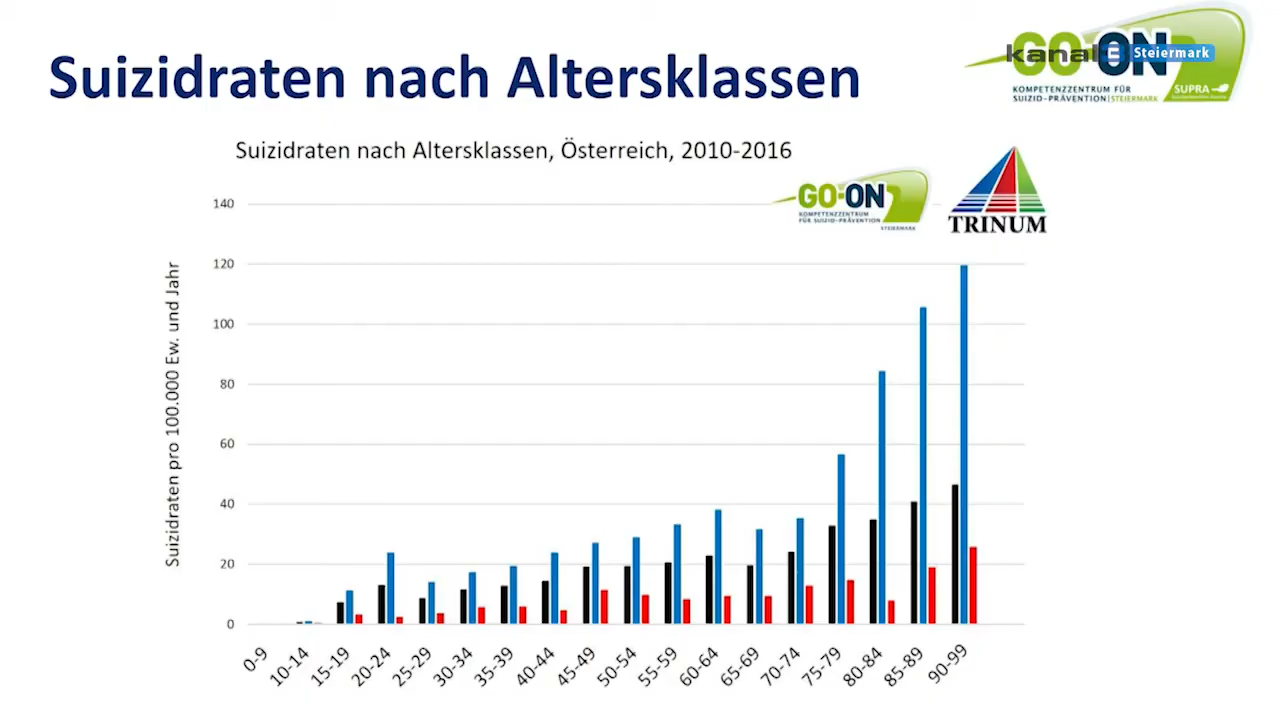 Suizidraten nach Altersklassen
GO-ON
kanal3 Steiermark
KOMPETENZZENTRUM FÜR
SUIZID-PRÄVENTION|STEIERMARK
SUPRA
Suizidraten nach Altersklassen, Österreich, 2010-2016
GO-ON
KOMPETENZZENTRUM
FÜR SUIZID-PRÄVENTION
STEIERMARK
TRINUM
Suizidraten pro 100.000 Ew. und Jahr
140
120
100
80
60
40
20
0
0-9
10-14
15-19
20-24
25-29
30-34
35-39
40-44
45-49
50-54
55-59
60-64
65-69
70-74
75-79
80-84
85-89
90-99